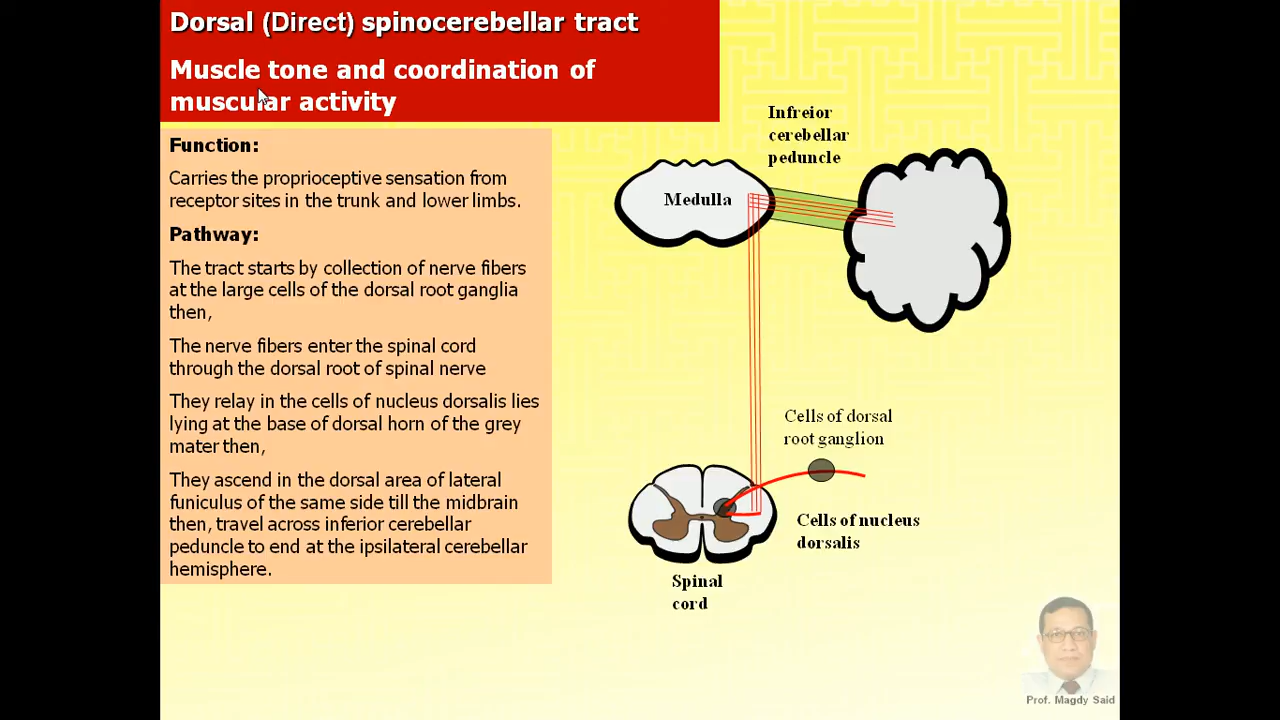 Dorsal (Direct) spinocerebellar tract
Muscle tone and coordination of
muscular activity
Function:
Carries the proprioceptive sensation from
receptor sites in the trunk and lower limbs.
Pathway:
The tract starts by collection of nerve fibers
at the large cells of the dorsal root ganglia
then,
The nerve fibers enter the spinal cord
through the dorsal root of spinal nerve
They relay in the cells of nucleus dorsalis lies
lying at the base of dorsal horn of the grey
mater then,
They ascend in the dorsal area of lateral
funiculus of the same side till the midbrain
then, travel across inferior cerebellar
peduncle to end at the ipsilateral cerebellar
hemisphere.
Infreior
cerebellar
peduncle
Medulla
Cells of dorsal
root ganglion
Cells of nucleus
dorsalis
Spinal
cord
Prof. Magdy Said